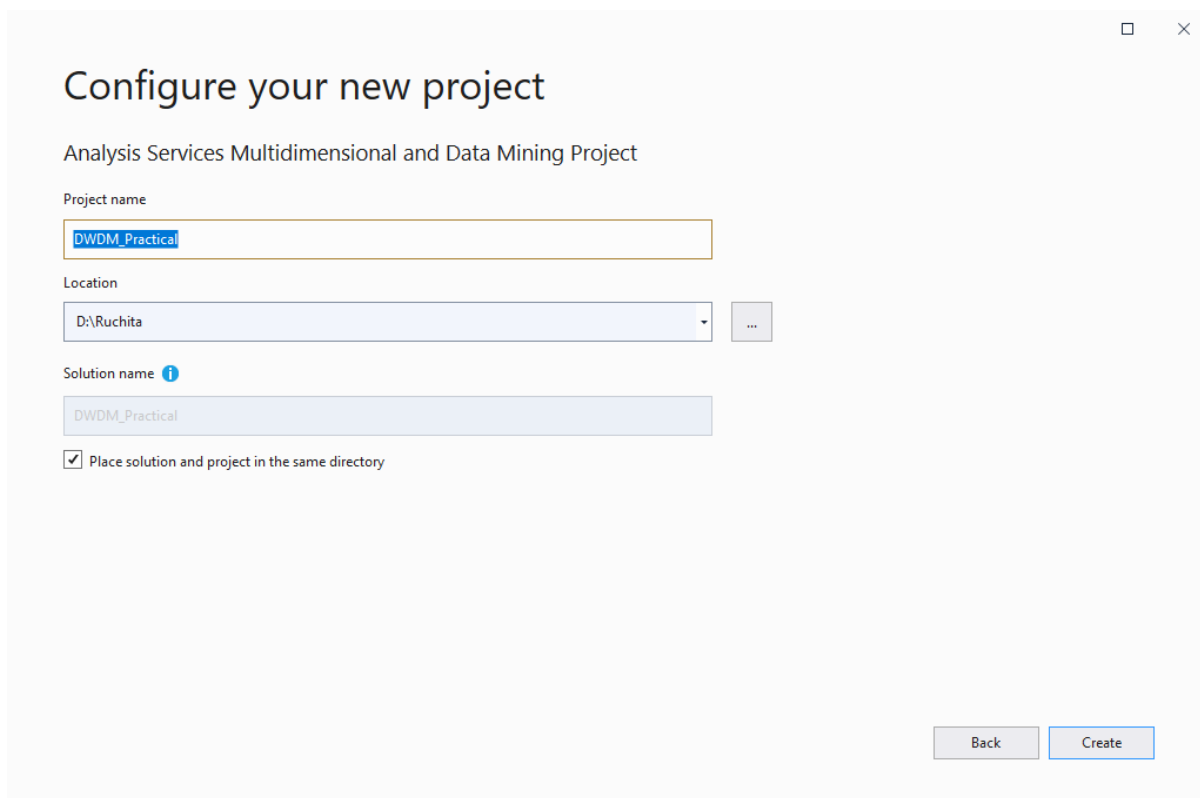 Configure your new project
Analysis Services Multidimensional and Data Mining Project
Project name
DWDM_Practical
Location
D:\Ruchita
...
Solution name
DWDM_Practical
Place solution and project in the same directory
Back
Create